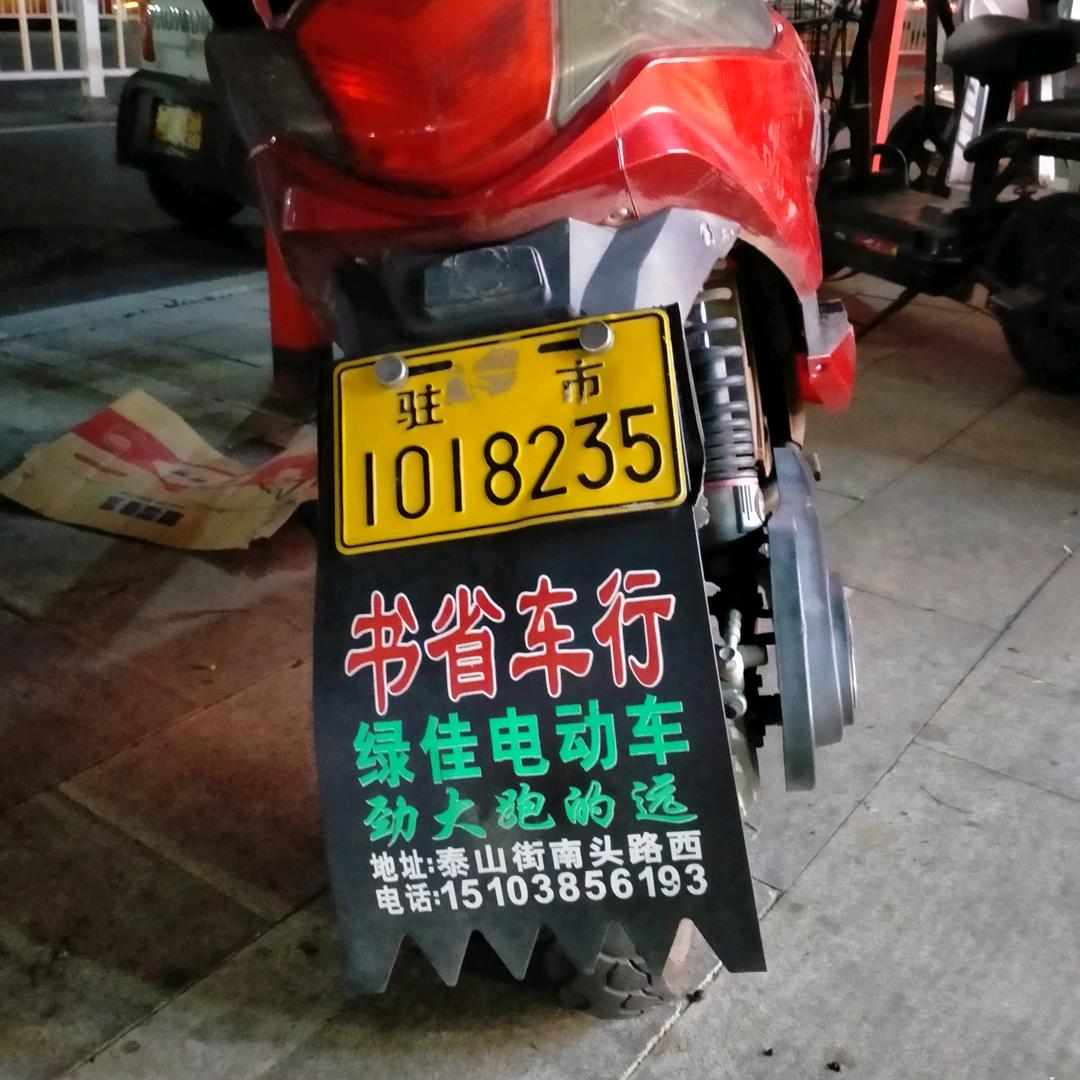 驻 市
1018235
书省车行
绿佳电动车
劲大跑的远
地址:泰山街南头路西
电话:15103856193